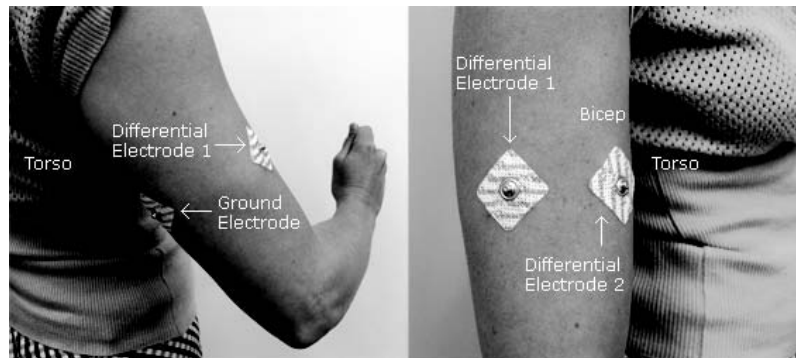 Differential
Electrode 1
Torso
Ground
Electrode
Differential
Electrode 1
Bicep
Torso
Differential
Electrode 2